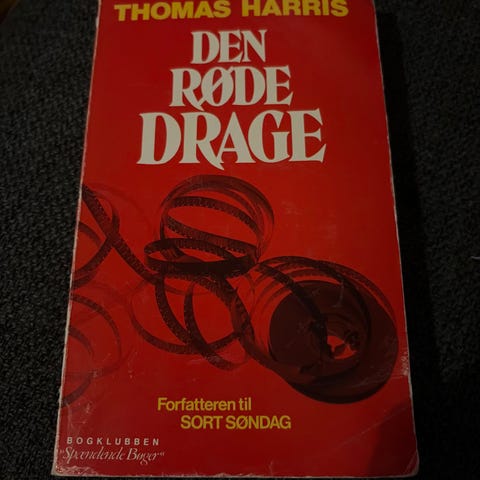 THOMAS HARRIS
DEN
RØDE
DRAGE
Forfatteren til
SORT SØNDAG
BOGKLUBBEN
"Spændende Bøger"